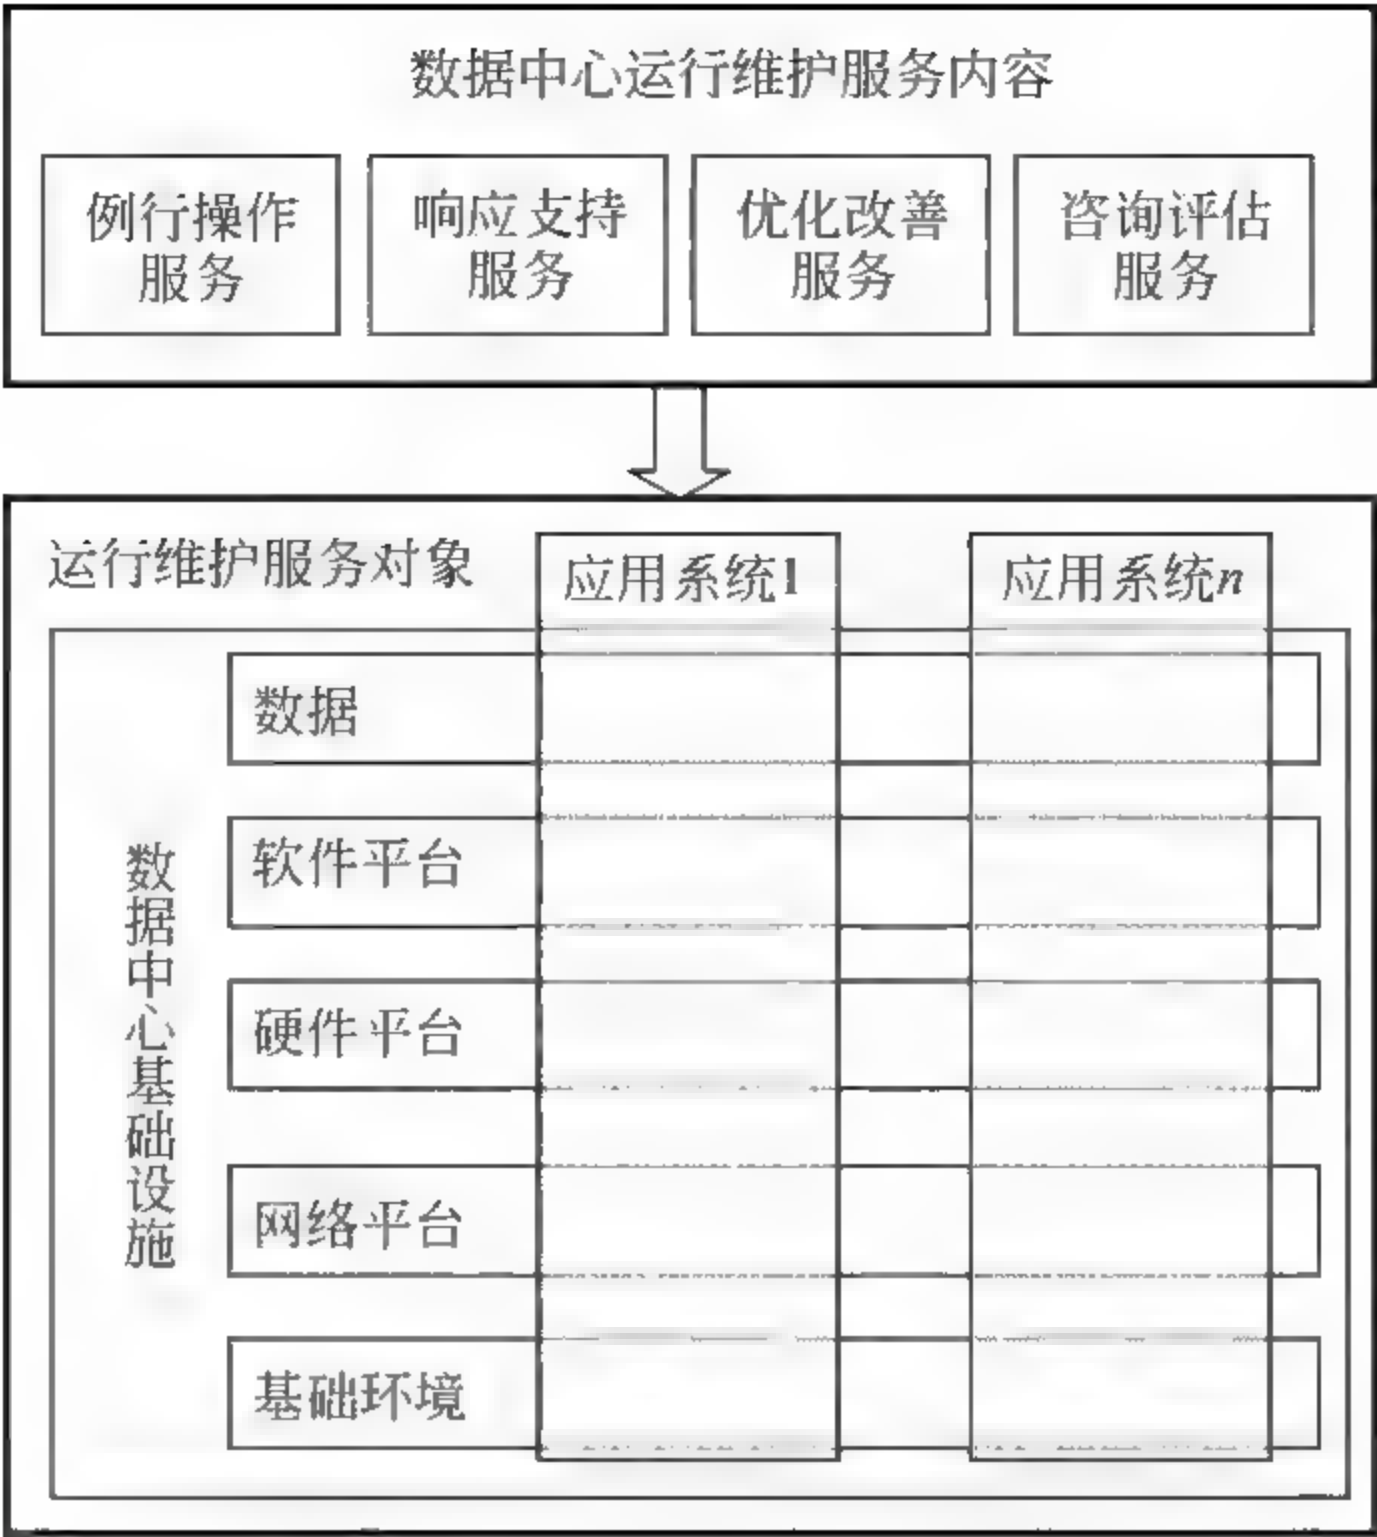 数据中心运行维护服务内容
例行操作
服务
响应支持
服务
优化改善
服务
咨询评估
服务
运行维护服务对象
应用系统1
应用系统n
数据中心基础设施
数据
软件平台
硬件平台
网络平台
基础环境